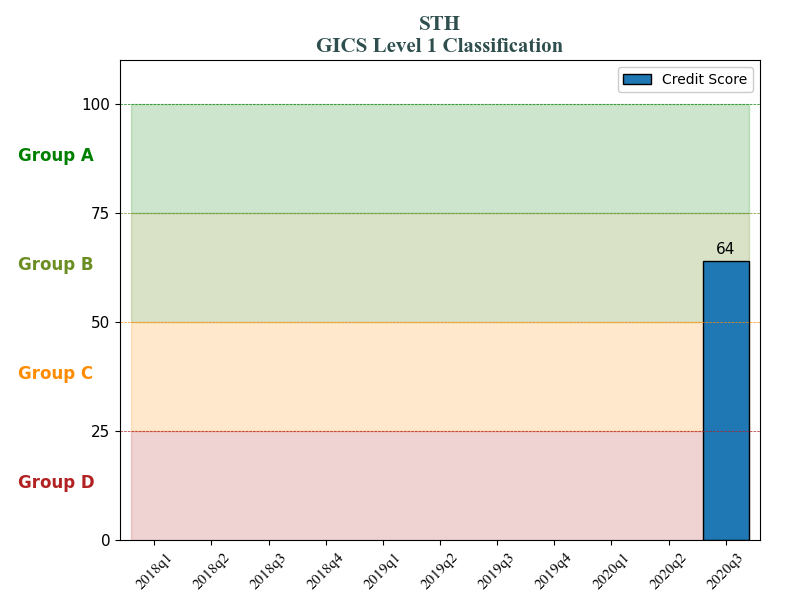 STH
GICS Level 1 Classification
Credit Score
100
Group A
75
64
Group B
50
Group C
25
Group D
0
2018q1
2018q2
2018q3
2018q4
2019q1
2019q2
2019q3
2019q4
2020q1
2020q2
2020q3